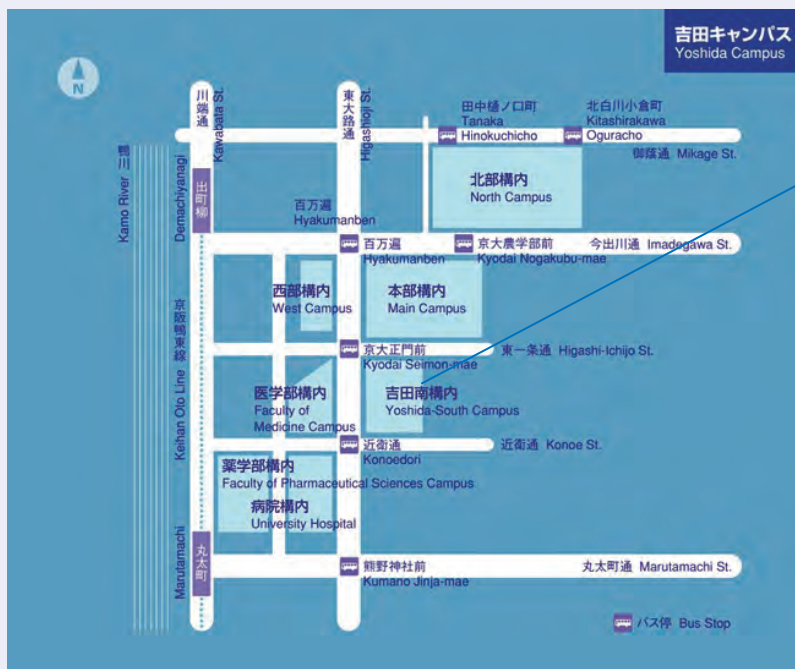 吉田キャンパス
Yoshida Campus
N
川端通
Kawabata St.
東大路通
Higashioji St.
田中樋ノ口町
Tanaka
Hinokuchicho
北白川小倉町
Kitashirakawa
Oguracho
御蔭通 Mikage St.
Kamo River 三鴨
Demachiyanagi
出町柳
北部構内
North Campus
百万遍
Hyakumanben
百万遍
Hyakumanben
京大農学部前
Kyodai Nogakubu-mae
今出川通 Imadegawa St.
西部構内
West Campus
本部構内
Main Campus
京阪鴨東線
Keihan Oto Line
京大正門前
Kyodai Seimon-mae
東一条通 Higashi-Ichijo St.
医学部構内
Faculty of
Medicine Campus
吉田南構内
Yoshida-South Campus
近衛通
Konoedori
近衛通 Konoe St.
薬学部構内
Faculty of Pharmaceutical Sciences Campus
病院構内
University Hospital
Marutamachi
丸太町
熊野神社前
Kumano Jinja-mae
丸太町通 Marutamachi St.
バス停 Bus Stop